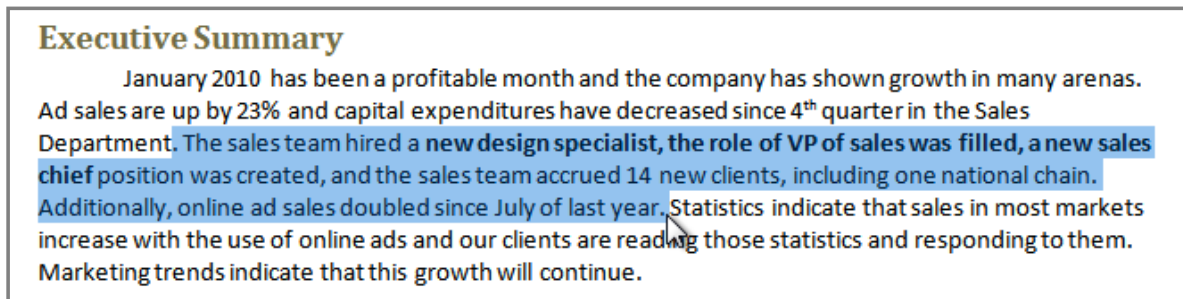 Executive Summary
January 2010 has been a profitable month and the company has shown growth in many arenas.
Ad sales are up by 23% and capital expenditures have decreased since 4th quarter in the Sales
Department. The sales team hired a new design specialist, the role of VP of sales was filled, a new sales
chief position was created, and the sales team accrued 14 new clients, including one national chain.
Additionally, online ad sales doubled since July of last year. Statistics indicate that sales in most markets
increase with the use of online ads and our clients are reading those statistics and responding to them.
Marketing trends indicate that this growth will continue.